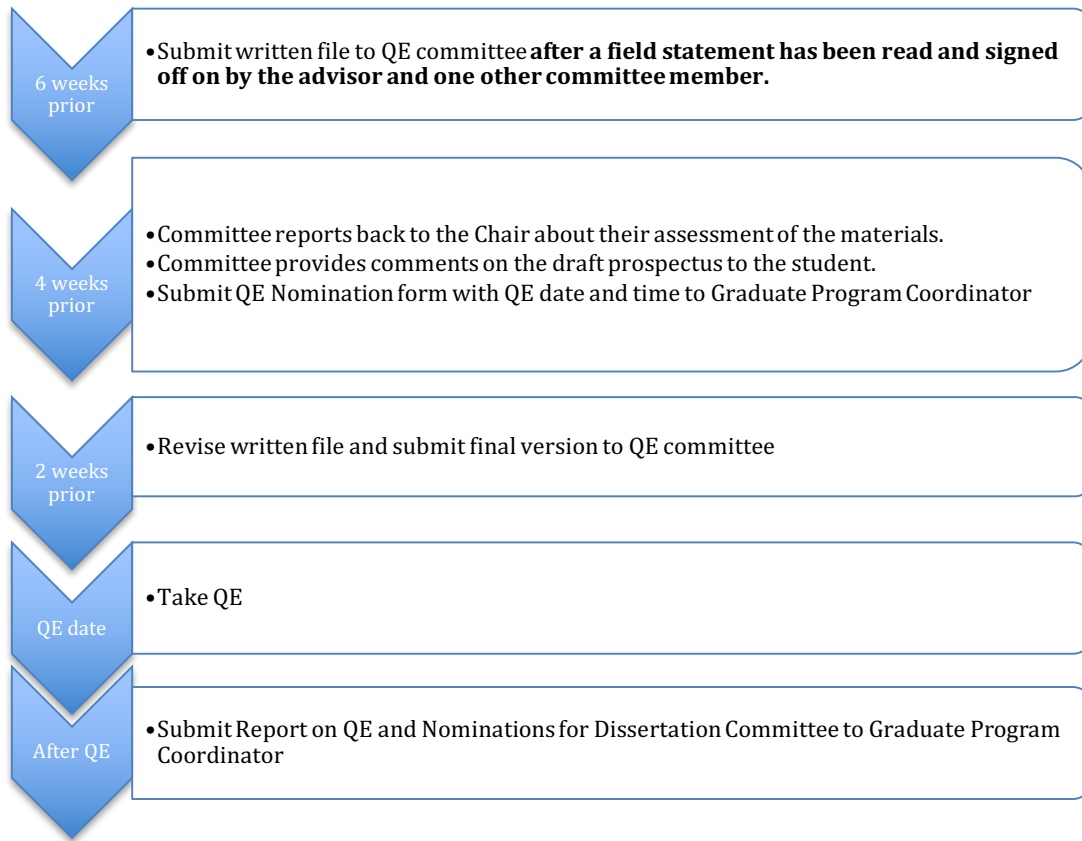 6 weeks
prior
•Submit written file to QE committee after a field statement has been read and signed
off on by the advisor and one other committee member.
4 weeks
prior
•Committee reports back to the Chair about their assessment of the materials.
•Committee provides comments on the draft prospectus to the student.
•Submit QE Nomination form with QE date and time to Graduate Program Coordinator
2 weeks
prior
•Revise written file and submit final version to QE committee
QE date
•Take QE
After QE
•Submit Report on QE and Nominations for Dissertation Committee to Graduate Program
Coordinator